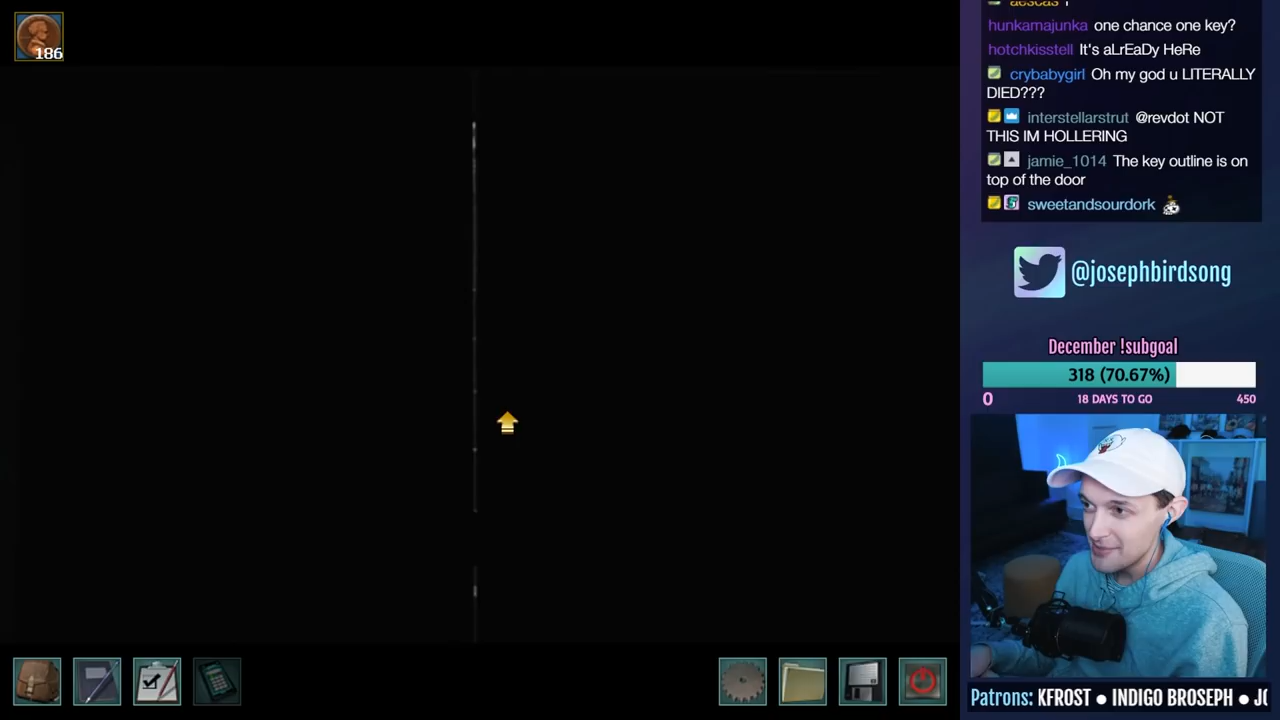 186
aescas I
hunkamajunka one chance one key?
hotchkisstell It's aLrEaDy HeRe
crybabygirl Oh my god u LITERALLY
DIED???
interstellarstrut @revdot NOT
THIS IM HOLLERING
jamie_1014 The key outline is on
top of the door
sweetandsourdork
@josephbirdsong
December !subgoal
318 (70.67%)
0 18 DAYS TO GO 450
Patrons: KFROST ● INDIGO BROSEPH ●